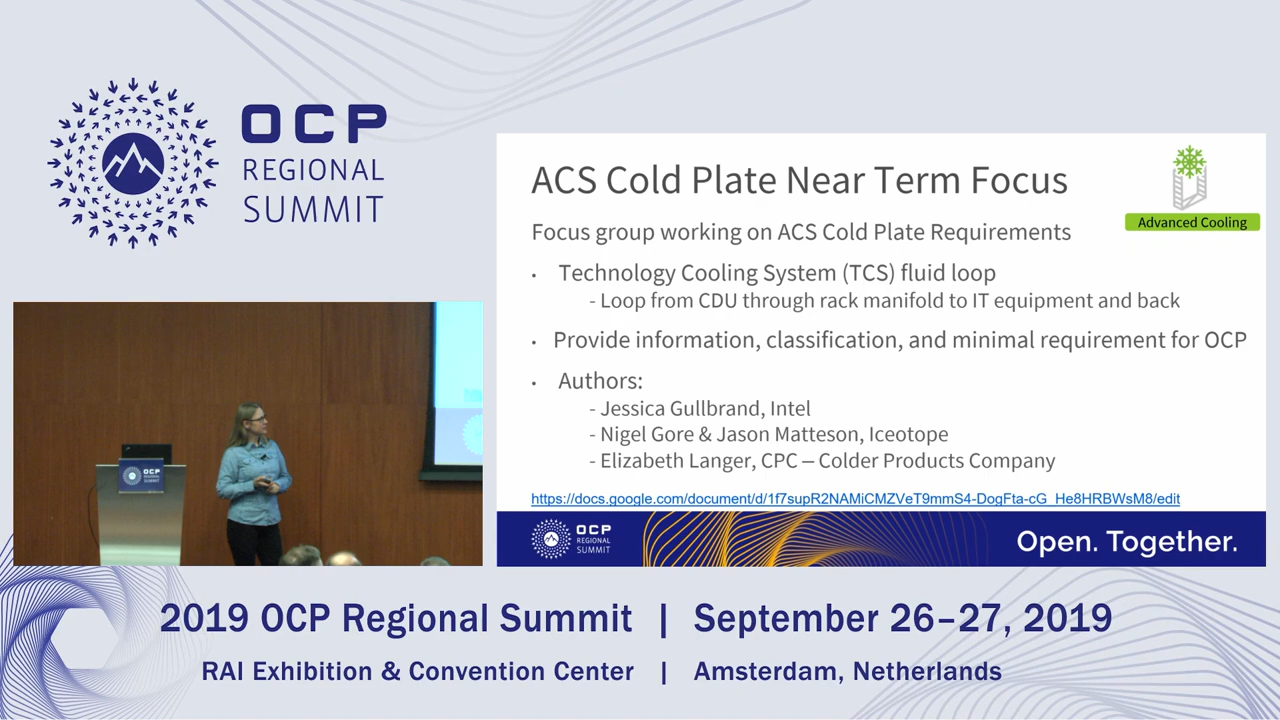 OCP
REGIONAL
SUMMIT
ACS Cold Plate Near Term Focus
Advanced Cooling
Focus group working on ACS Cold Plate Requirements
• Technology Cooling System (TCS) fluid loop
- Loop from CDU through rack manifold to IT equipment and back
• Provide information, classification, and minimal requirement for OCP
• Authors:
- Jessica Gullbrand, Intel
- Nigel Gore & Jason Matteson, Iceotope
- Elizabeth Langer, CPC – Colder Products Company
https://docs.google.com/document/d/1f7supR2NAMiCMZVeT9mmS4-DogFta-cG_He8HRBWsM8/edit
OCP
REGIONAL
SUMMIT
Open. Together.
OCP
REGIONAL
SUMMIT
2019 OCP Regional Summit | September 26–27, 2019
RAI Exhibition & Convention Center | Amsterdam, Netherlands